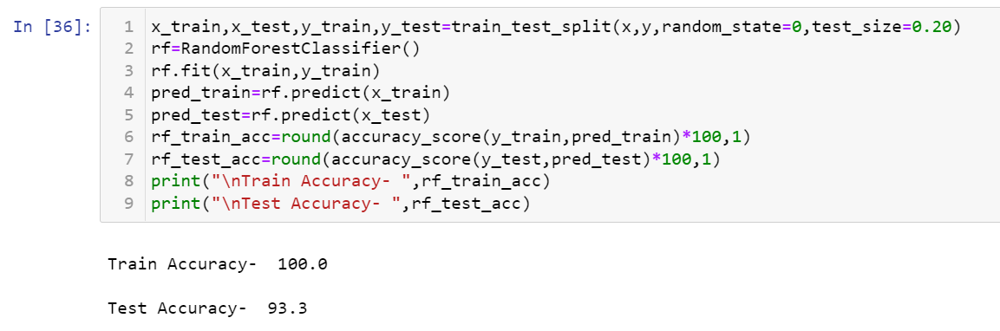 In [36]:
1 x_train,x_test,y_train,y_test=train_test_split(x,y,random_state=0,test_size=0.20)
2 rf=RandomForestClassifier()
3 rf.fit(x_train,y_train)
4 pred_train=rf.predict(x_train)
5 pred_test=rf.predict(x_test)
6 rf_train_acc=round(accuracy_score(y_train,pred_train)*100,1)
7 rf_test_acc=round(accuracy_score(y_test,pred_test)*100,1)
8 print("\nTrain Accuracy- ",rf_train_acc)
9 print("\nTest Accuracy- ",rf_test_acc)
Train Accuracy-  100.0
Test Accuracy-  93.3